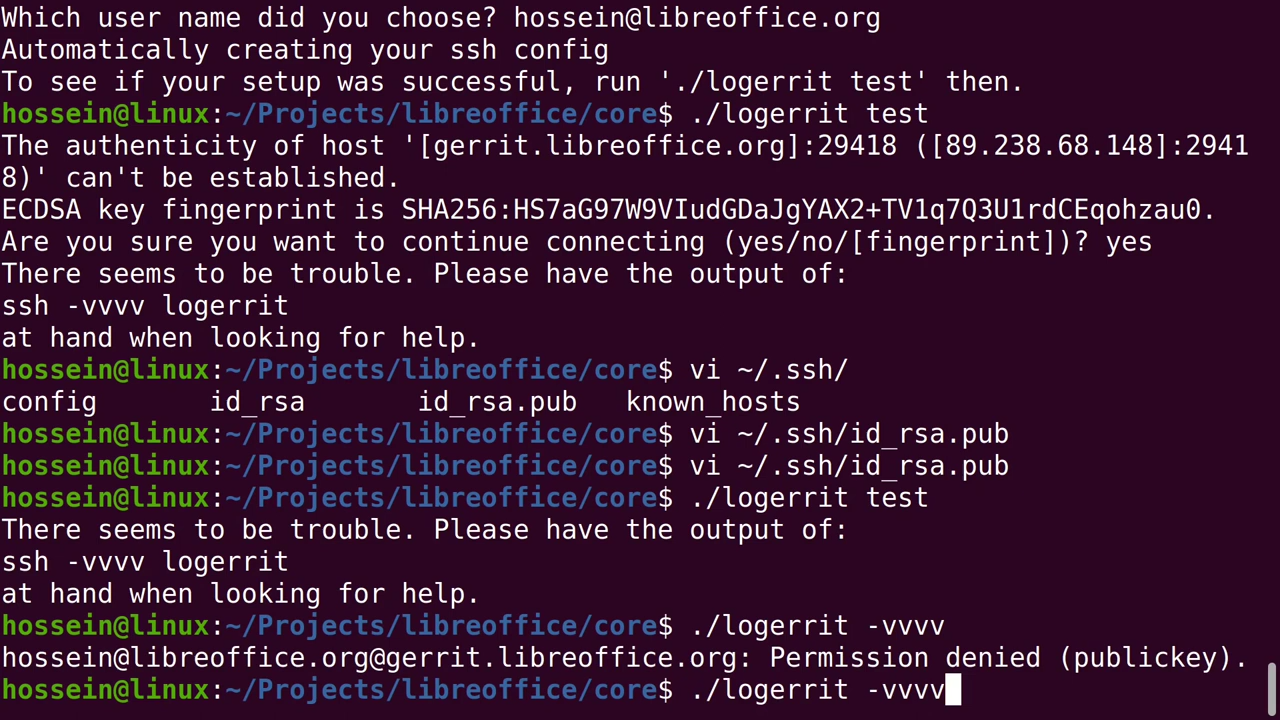 Which user name did you choose? hossein@libreoffice.org
Automatically creating your ssh config
To see if your setup was successful, run './logerrit test' then.
hossein@linux:~/Projects/libreoffice/core$ ./logerrit test
The authenticity of host '[gerrit.libreoffice.org]:29418 ([89.238.68.148]:2941
8)' can't be established.
ECDSA key fingerprint is SHA256:HS7aG97W9VIudGDaJgYAX2+TV1q7Q3U1rdCEqohzau0.
Are you sure you want to continue connecting (yes/no/[fingerprint])? yes
There seems to be trouble. Please have the output of:
ssh -vvvv logerrit
at hand when looking for help.
hossein@linux:~/Projects/libreoffice/core$ vi ~/.ssh/
config       id_rsa       id_rsa.pub   known_hosts
hossein@linux:~/Projects/libreoffice/core$ vi ~/.ssh/id_rsa.pub
hossein@linux:~/Projects/libreoffice/core$ vi ~/.ssh/id_rsa.pub
hossein@linux:~/Projects/libreoffice/core$ ./logerrit test
There seems to be trouble. Please have the output of:
ssh -vvvv logerrit
at hand when looking for help.
hossein@linux:~/Projects/libreoffice/core$ ./logerrit -vvvv
hossein@libreoffice.org@gerrit.libreoffice.org: Permission denied (publickey).
hossein@linux:~/Projects/libreoffice/core$ ./logerrit -vvvv